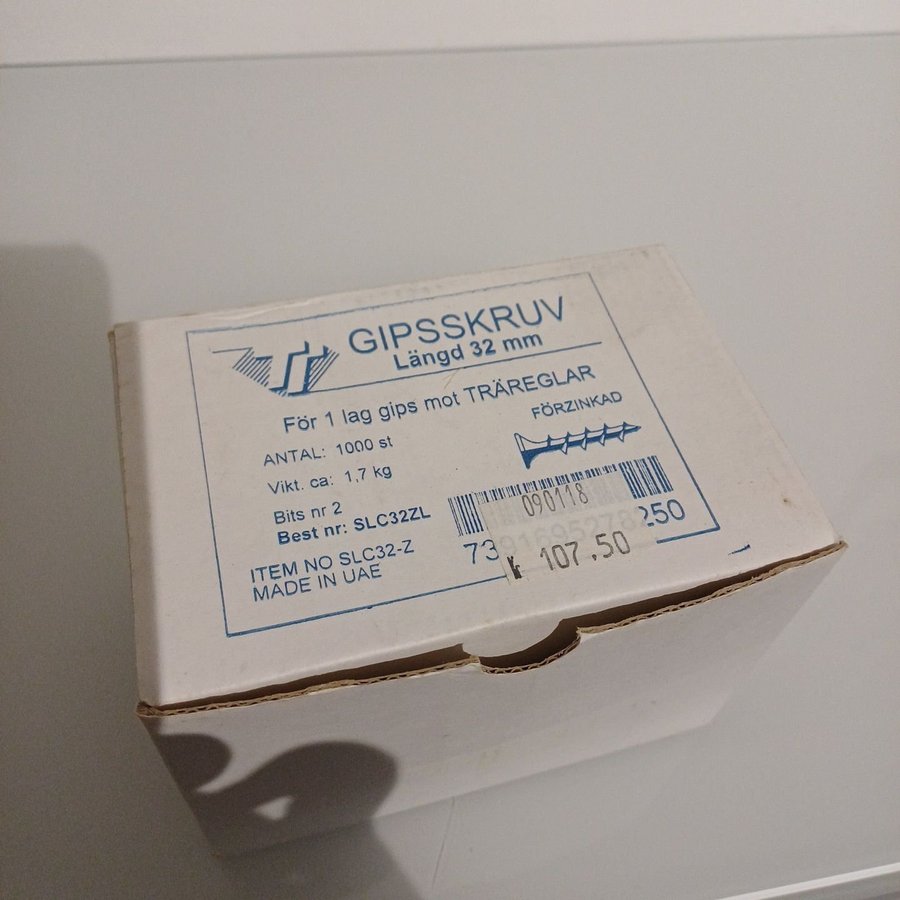 GIPSSKRUV
Längd 32 mm
För 1 lag gips mot TRÄREGLAR
FÖRZINKAD
ANTAL: 1000 st
Vikt. ca: 1,7 kg
Bits nr 2
Best nr: SLC32ZL
ITEM NO SLC32-Z
MADE IN UAE
090118
73 250
107.50